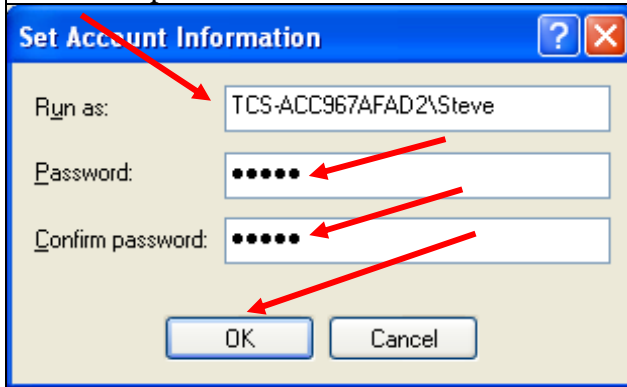 Set Account Information
Run as: TCS-ACC967AFAD2\Steve
Password: ●●●●●
Confirm password: ●●●●●
OK Cancel